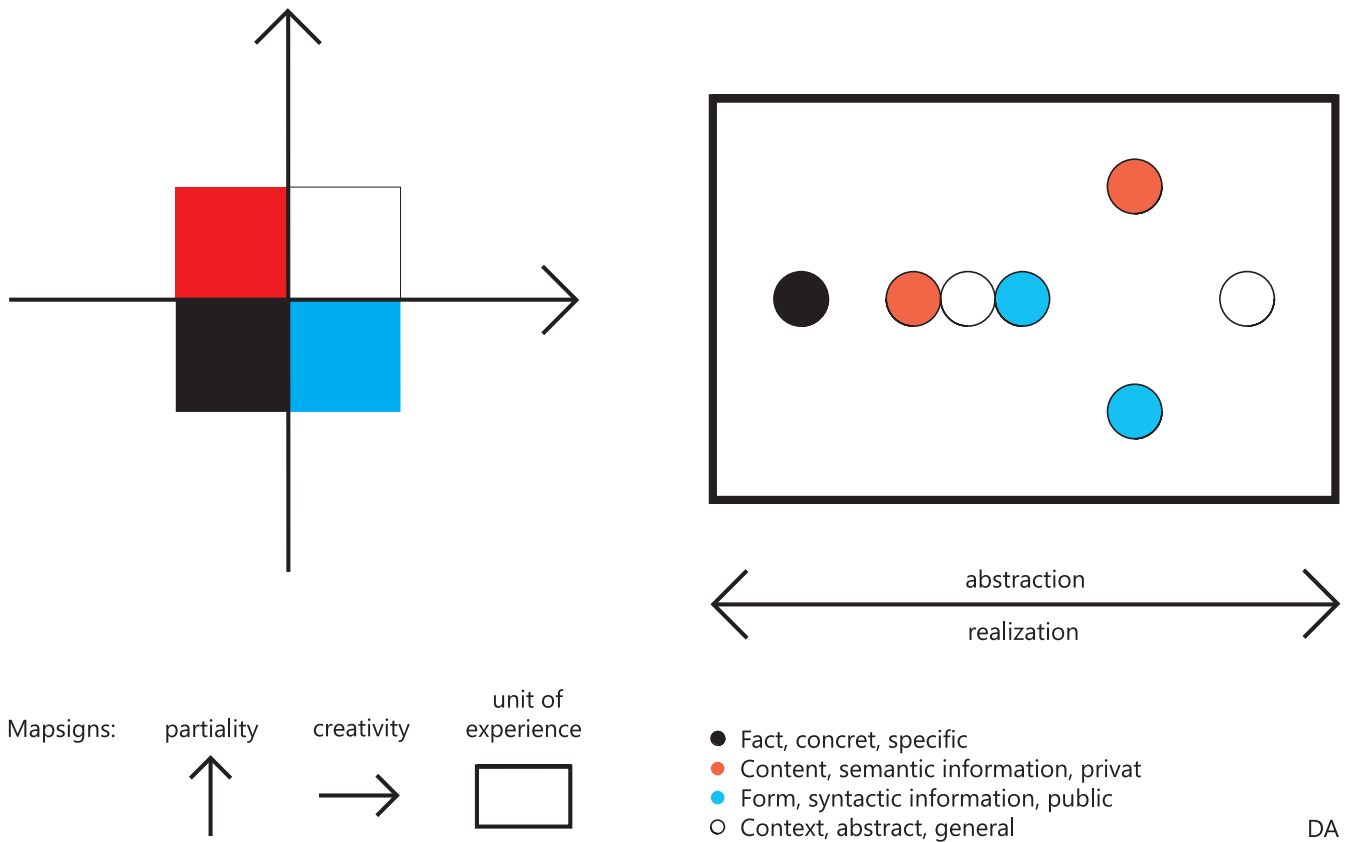 abstraction
realization
Mapsigns:
partiality
creativity
unit of
experience
Fact, concret, specific
Content, semantic information, privat
Form, syntactic information, public
Context, abstract, general
DA